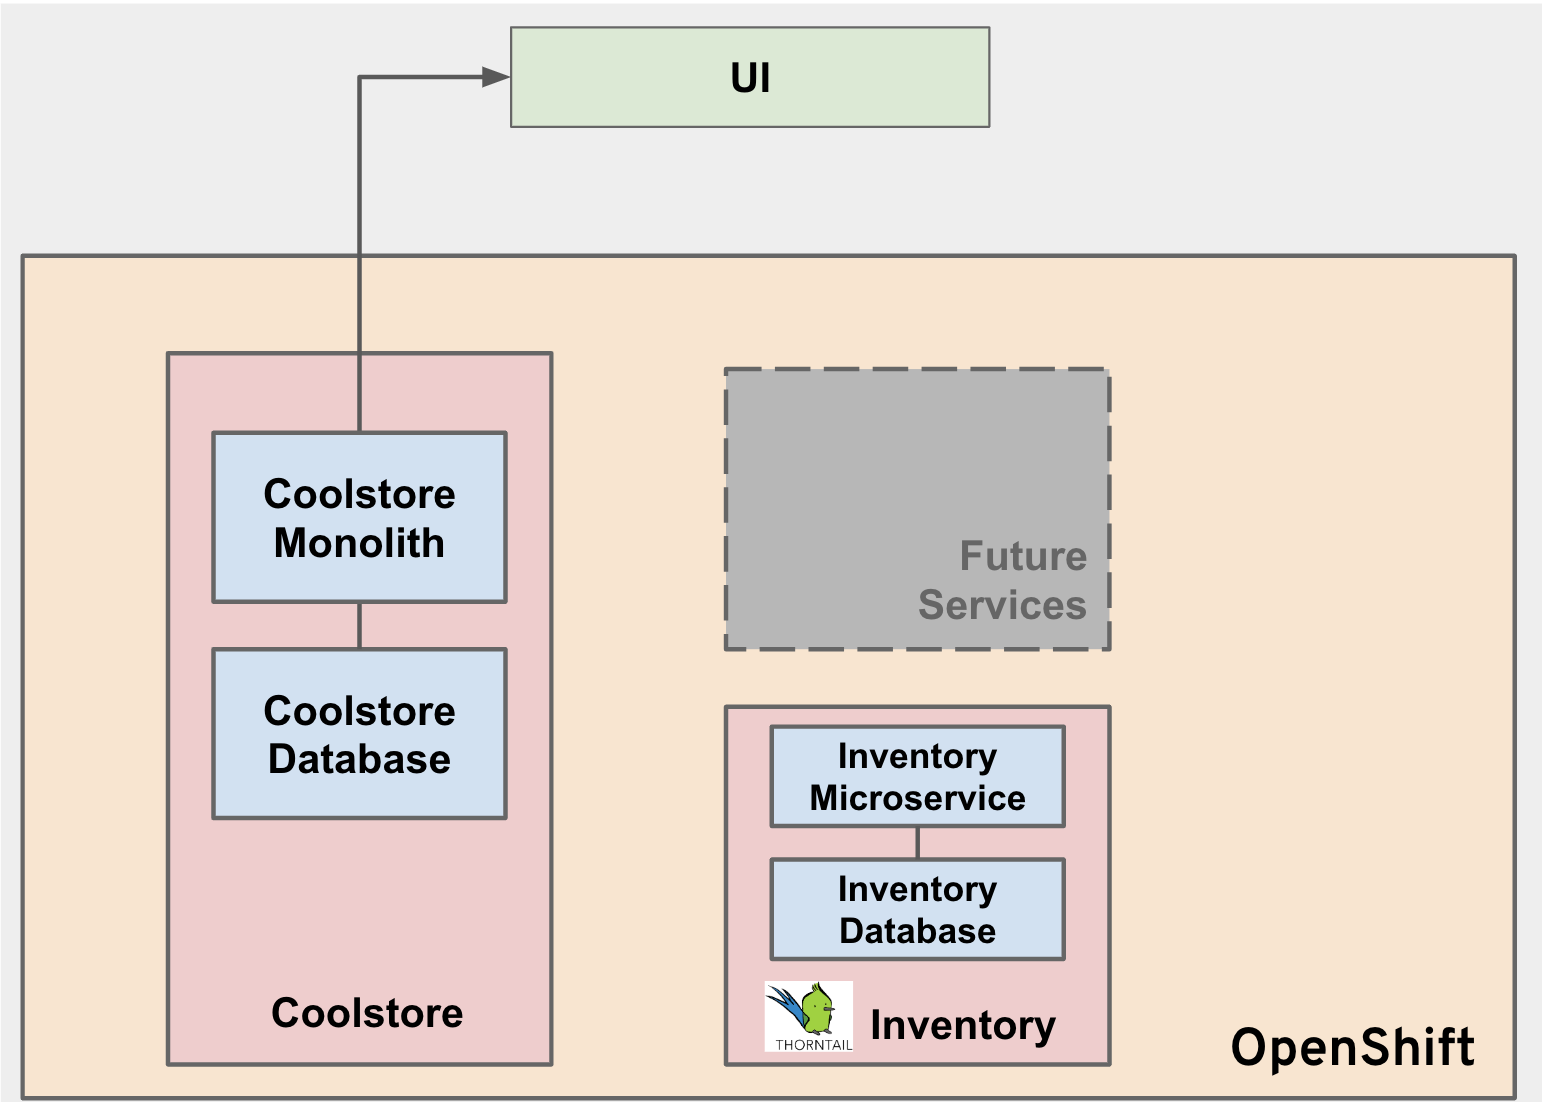 UI
Coolstore
Monolith
Coolstore
Database
Coolstore
Future
Services
Inventory
Microservice
Inventory
Database
THORNTAIL
Inventory
OpenShift